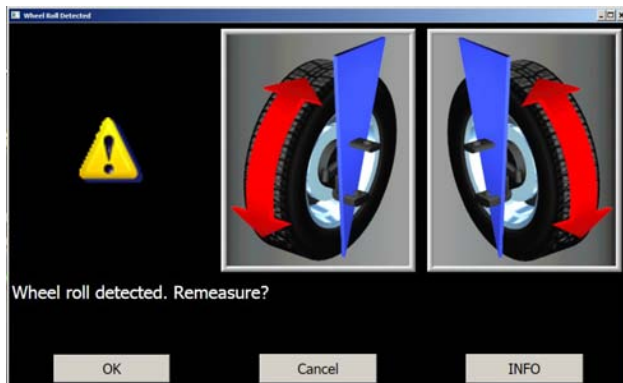 Wheel Roll Detected
Wheel roll detected. Remeasure?
OK
Cancel
INFO